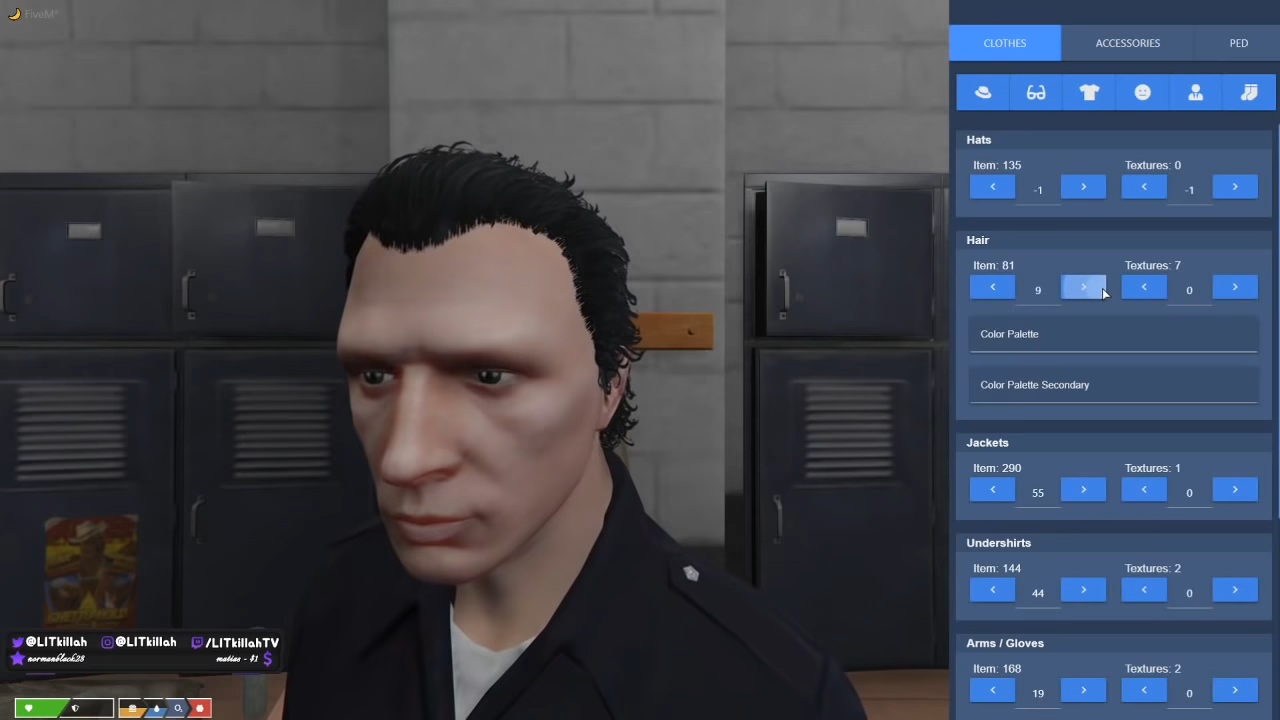 FiveM*
CLOTHES
ACCESSORIES
PED
Hats
Item: 135
Textures: 0
-1
-1
Hair
Item: 81
Textures: 7
9
0
Color Palette
Color Palette Secondary
Jackets
Item: 290
Textures: 1
55
0
Undershirts
Item: 144
Textures: 2
44
0
Arms / Gloves
Item: 168
Textures: 2
19
0
@LITkillah @LITkillah /LITkillahTV
normanblack28 matias - $1